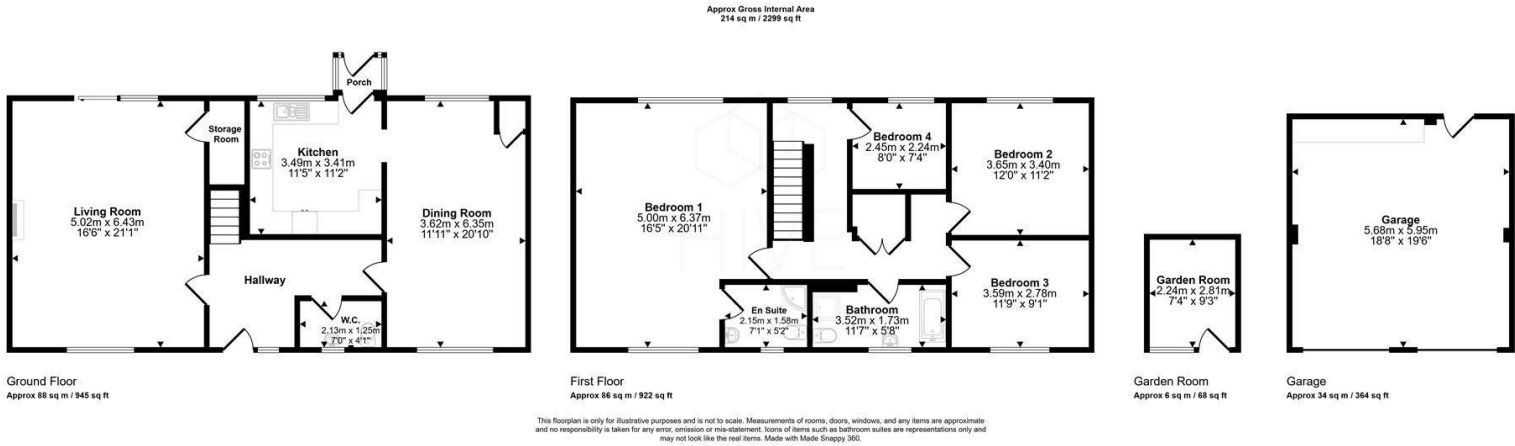 Approx Gross Internal Area
214 sq m / 2299 sq ft
Porch
Storage
Room
Kitchen
3.49m x 3.41m
11'5" x 11'2"
Living Room
5.02m x 6.43m
16'6" x 21'1"
Dining Room
3.62m x 6.35m
11'11" x 20'10"
Hallway
W.C.
2.13m x 1.25m
7'0" x 4'1"
Ground Floor
Approx 88 sq m / 945 sq ft
Bedroom 4
2.45m x 2.24m
8'0" x 7'4"
Bedroom 2
3.65m x 3.40m
12'0" x 11'2"
Bedroom 1
5.00m x 6.37m
16'5" x 20'11"
HIVE
Bedroom 3
3.59m x 2.78m
11'9" x 9'1"
En Suite
2.15m x 1.58m
7'1" x 5'2"
Bathroom
3.52m x 1.73m
11'7" x 5'8"
First Floor
Approx 86 sq m / 922 sq ft
Garden Room
2.24m x 2.81m
7'4" x 9'3"
Garden Room
Approx 6 sq m / 68 sq ft
Garage
5.68m x 5.95m
18'8" x 19'6"
Garage
Approx 34 sq m / 364 sq ft
This floorplan is only for illustrative purposes and is not to scale. Measurements of rooms, doors, windows, and any items are approximate
and no responsibility is taken for any error, omission or mis-statement. Icons of items such as bathroom suites are representations only and
may not look like the real items. Made with Made Snappy 360.